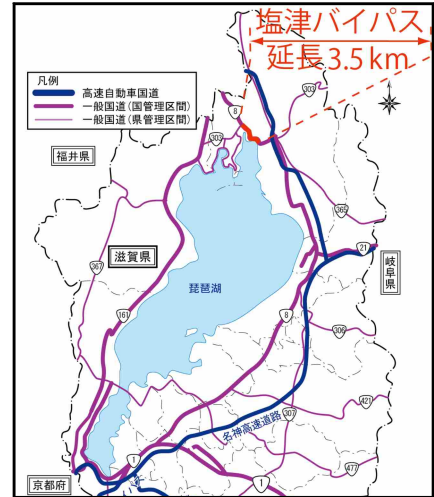 塩津バイパス
延長3.5km
凡例
高速自動車国道
一般国道(国管理区間)
一般国道(県管理区間)
8
303
303
福井県
365
滋賀県
21
岐阜県
367
琵琶湖
161
8
306
421
307
名神高速道路
1
477
京都府
1